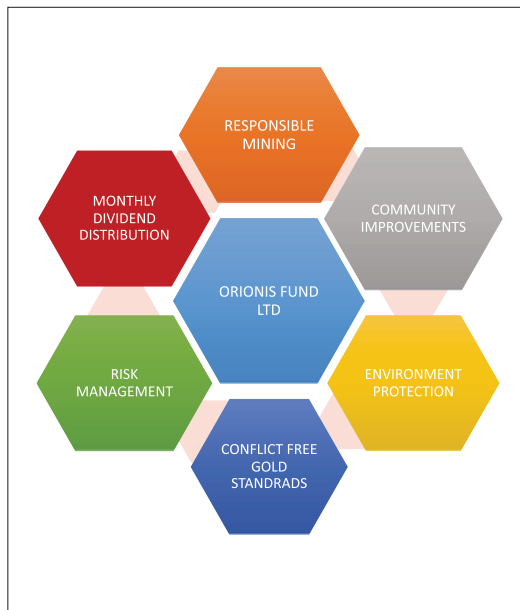 RESPONSIBLE
MINING
COMMUNITY
IMPROVEMENTS
MONTHLY
DIVIDEND
DISTRIBUTION
ORIONIS FUND
LTD
ENVIRONMENT
PROTECTION
RISK
MANAGEMENT
CONFLICT FREE
GOLD
STANDRADS